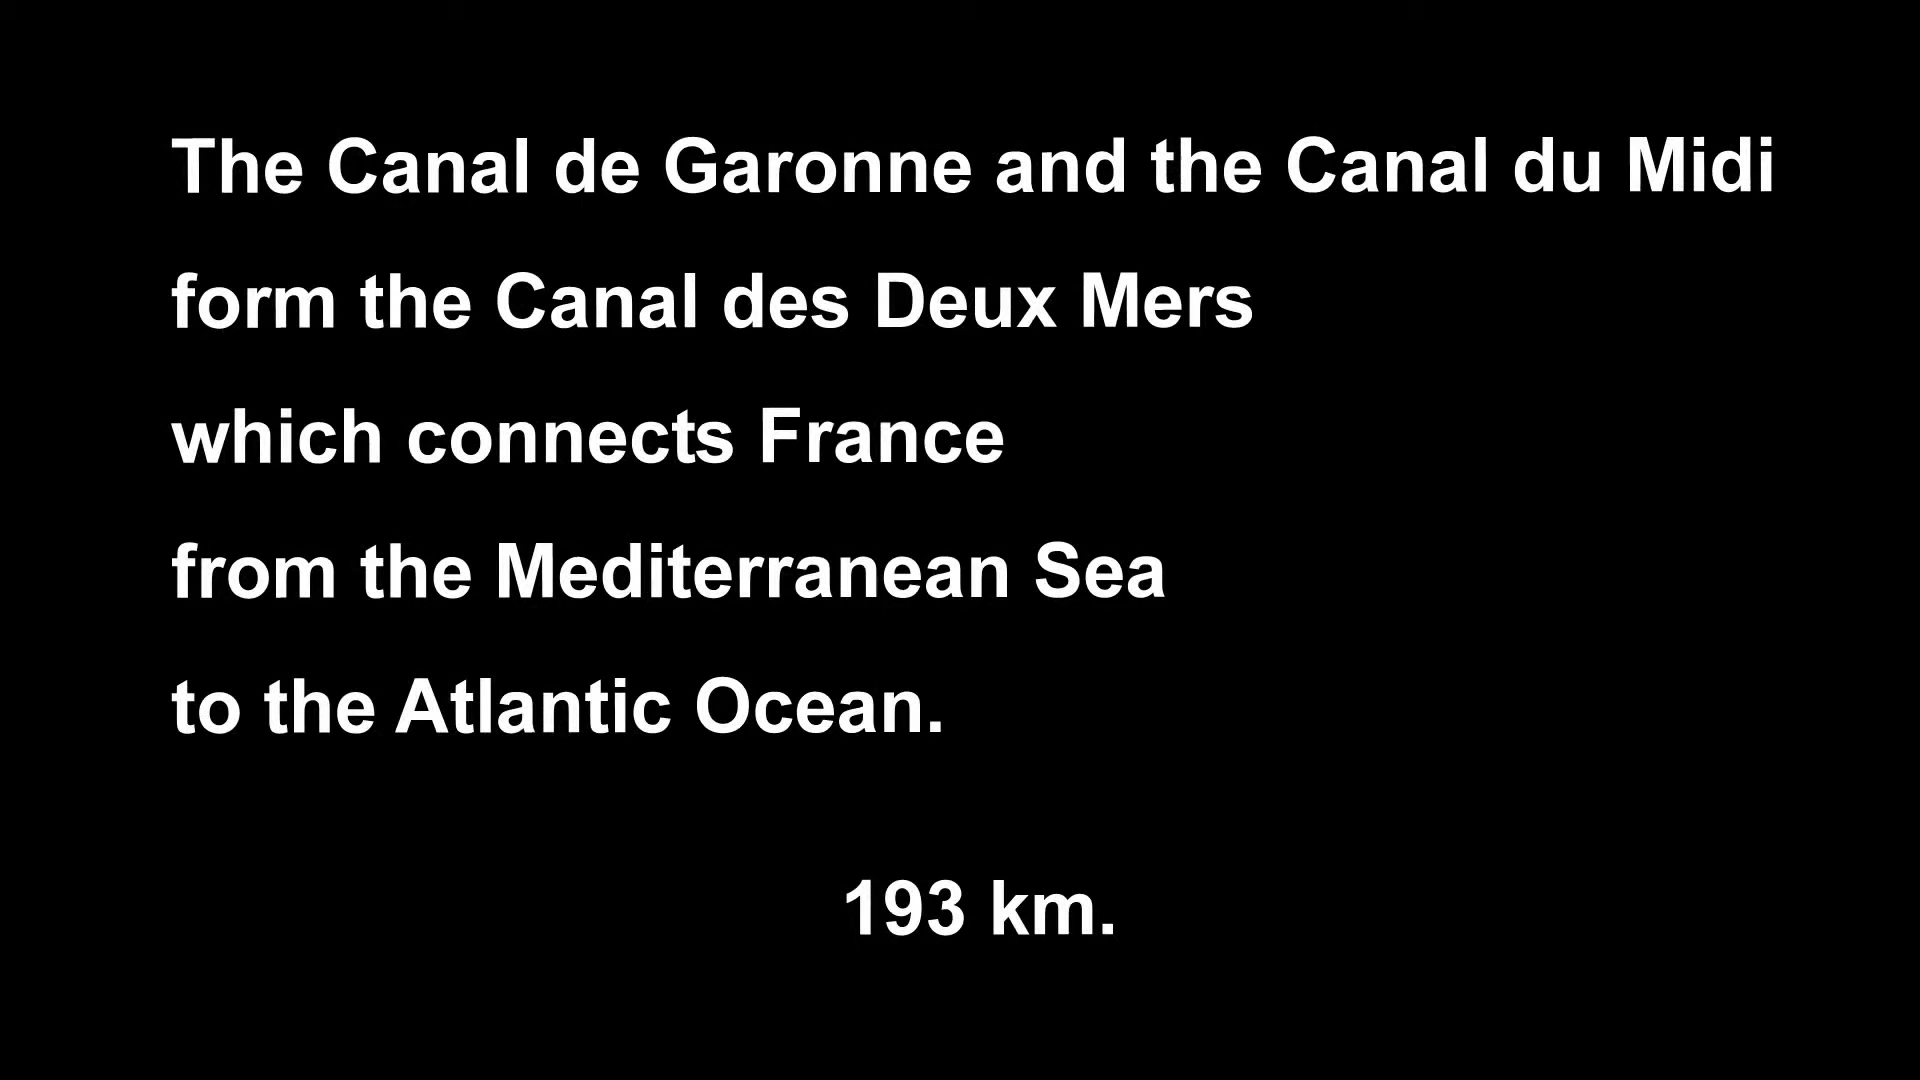 The Canal de Garonne and the Canal du Midi
form the Canal des Deux Mers
which connects France
from the Mediterranean Sea
to the Atlantic Ocean.
193 km.